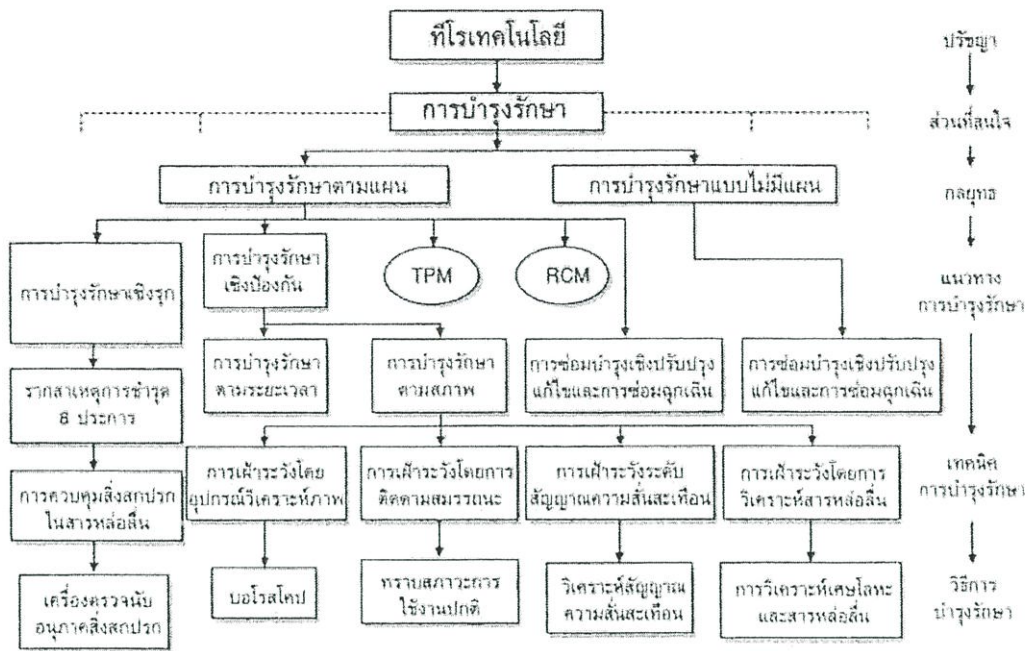 ทีโรเทคโนโลยี
ปรัชญา
การบำรุงรักษา
ส่วนที่สนใจ
การบำรุงรักษาตามแผน
การบำรุงรักษาแบบไม่มีแผน
กลยุทธ
การบำรุงรักษาเชิงรุก
การบำรุงรักษา
เชิงป้องกัน
TPM
RCM
แนวทาง
การบำรุงรักษา
รากสาเหตุการชำรุด
8 ประการ
การบำรุงรักษา
ตามระยะเวลา
การบำรุงรักษา
ตามสภาพ
การซ่อมบำรุงเชิงปรับปรุง
แก้ไขและการซ่อมฉุกเฉิน
การซ่อมบำรุงเชิงปรับปรุง
แก้ไขและการซ่อมฉุกเฉิน
การควบคุมสิ่งสกปรก
ในสารหล่อลื่น
การเฝ้าระวังโดย
อุปกรณ์วิเคราะห์ภาพ
การเฝ้าระวังโดยการ
ติดตามสมรรถนะ
การเฝ้าระวังระดับ
สัญญาณความสั่นสะเทือน
การเฝ้าระวังโดยการ
วิเคราะห์สารหล่อลื่น
เทคนิค
การบำรุงรักษา
เครื่องตรวจนับ
อนุภาคสิ่งสกปรก
บอโรสโคป
ทราบสภาวะการ
ใช้งานปกติ
วิเคราะห์สัญญาณ
ความสั่นสะเทือน
การวิเคราะห์เศษโลหะ
และสารหล่อลื่น
วิธีการ
บำรุงรักษา